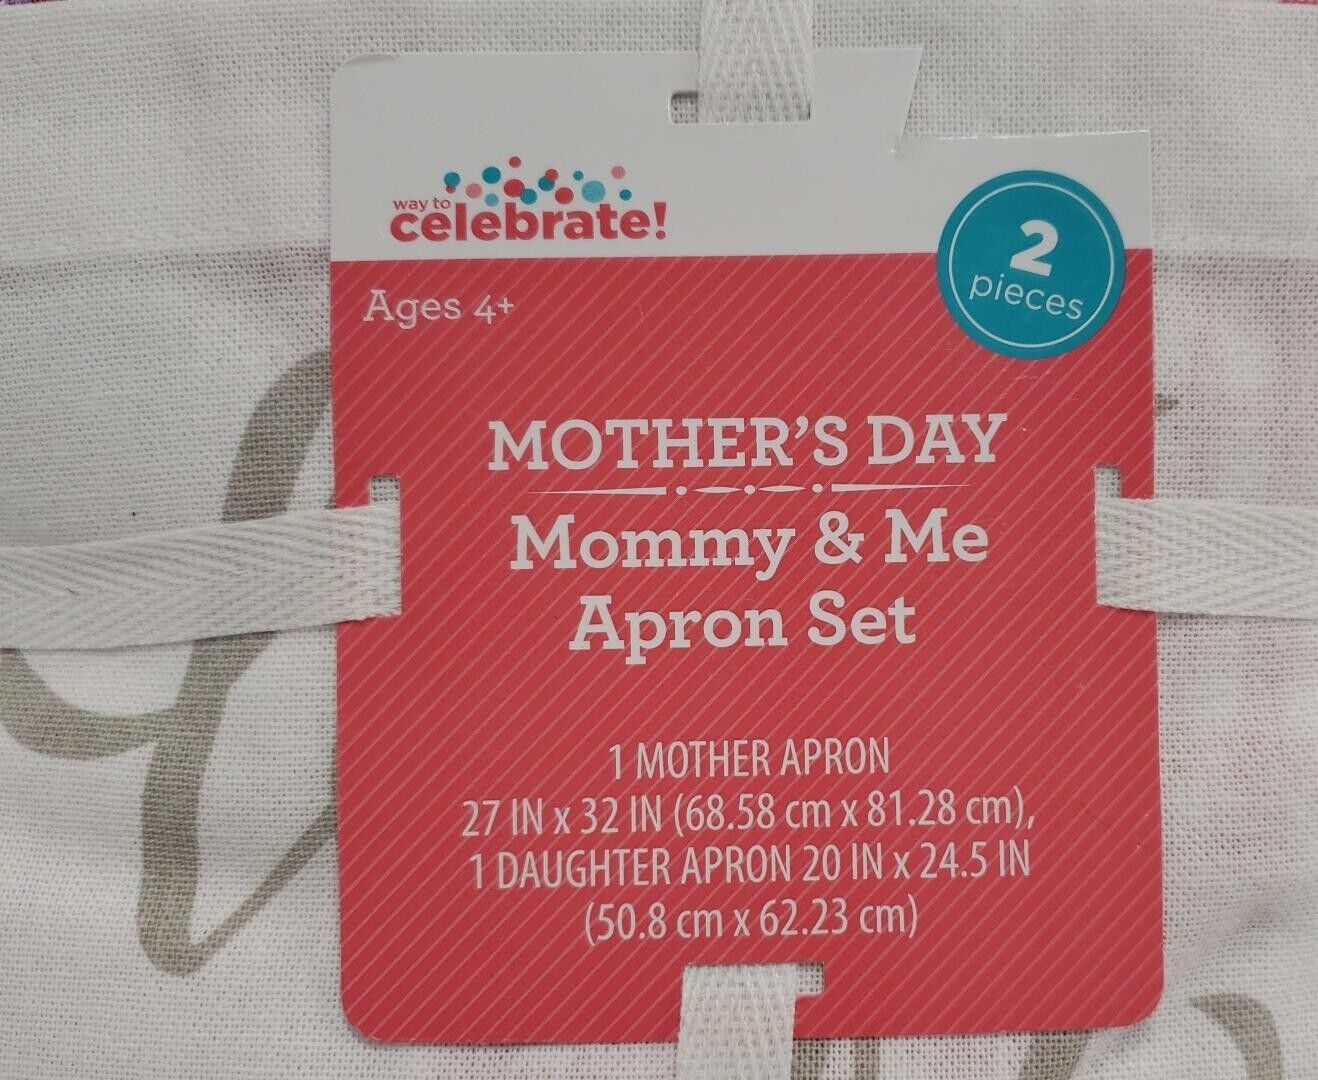 way to
celebrate!
2
pieces
Ages 4+
MOTHER'S DAY
Mommy & Me
Apron Set
1 MOTHER APRON
27 IN x 32 IN (68.58 cm x 81.28 cm),
1 DAUGHTER APRON 20 IN x 24.5 IN
(50.8 cm x 62.23 cm)